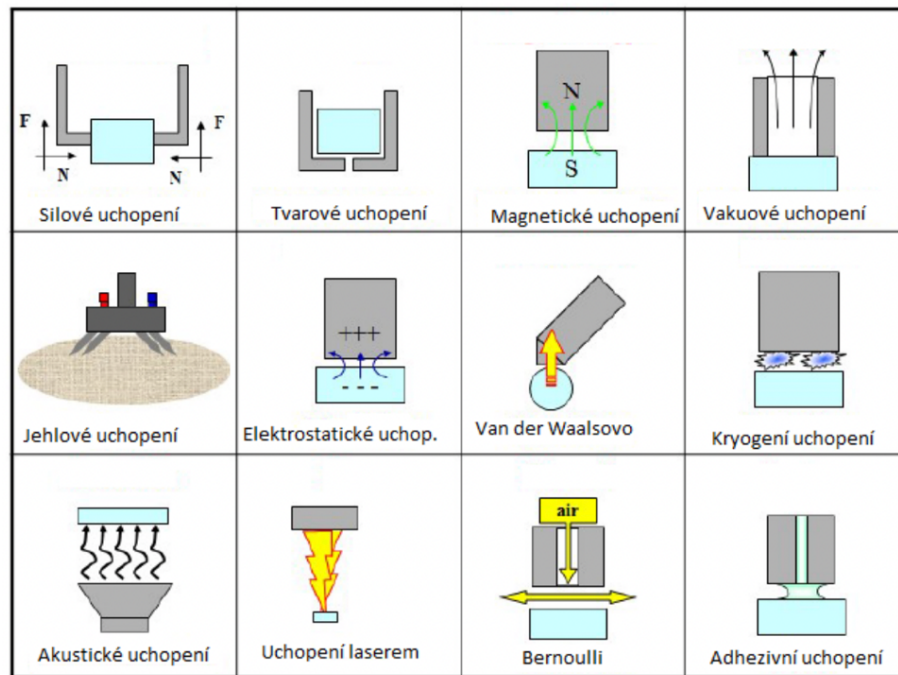 F
F
N
N
Silové uchopení
Tvarové uchopení
N
S
Magnetické uchopení
Vakuové uchopení
Jehlové uchopení
+++
- - -
Elektrostatické uchop.
Van der Waalsovo
Kryogení uchopení
Akustické uchopení
Uchopení laserem
air
Bernoulli
Adhezivní uchopení